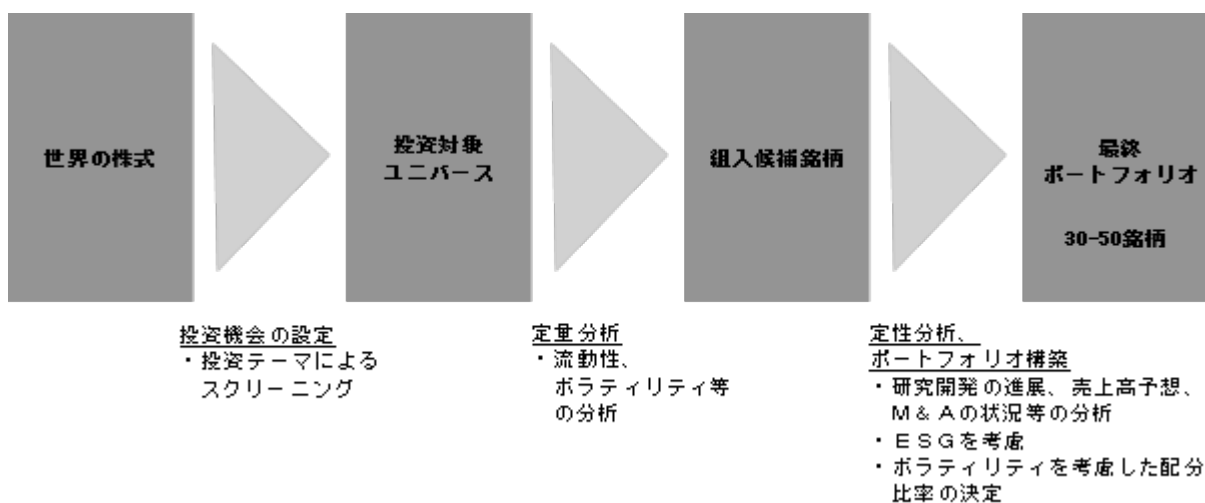 世界の株式
投資対象
ユニバース
組入候補銘柄
最終
ポートフォリオ
30-50銘柄
投資機会の設定
・投資テーマによる
スクリーニング
定量分析
・流動性、
ボラティリティ等
の分析
定性分析、
ポートフォリオ構築
・研究開発の進展、売上高予想、
M&Aの状況等の分析
・ESGを考慮
・ボラティリティを考慮した配分
比率の決定